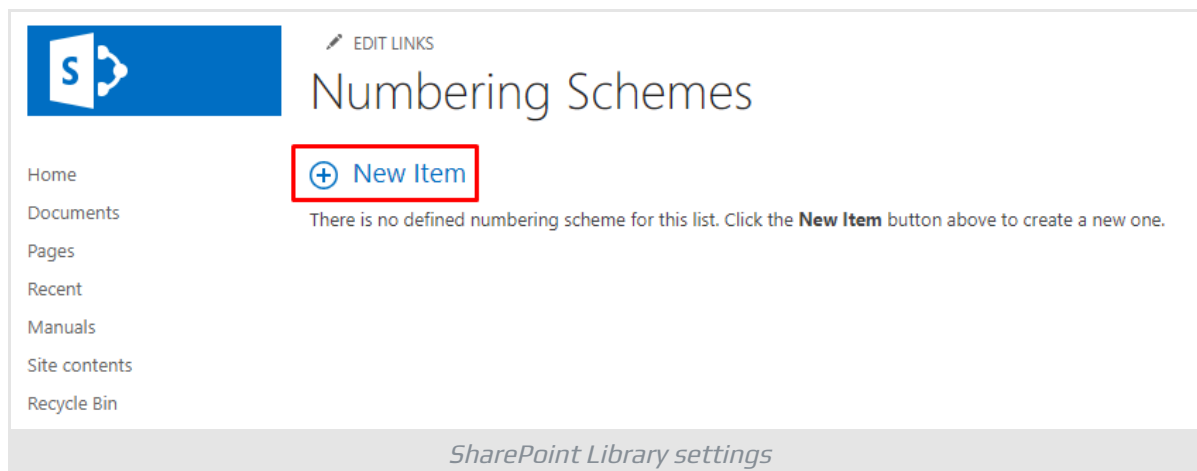 S
EDIT LINKS
Numbering Schemes
Home
Documents
Pages
Recent
Manuals
Site contents
Recycle Bin
New Item
There is no defined numbering scheme for this list. Click the New Item button above to create a new one.
SharePoint Library settings